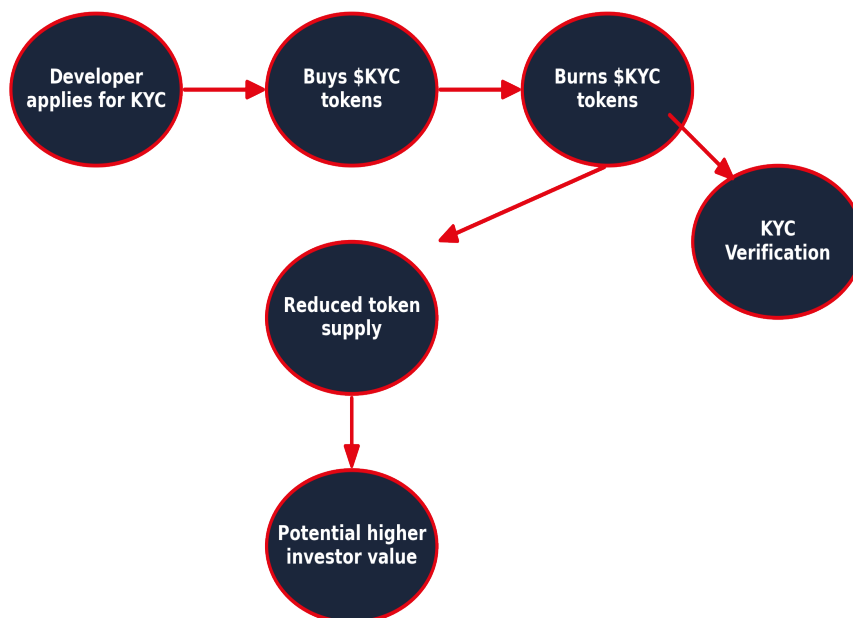 Developer
applies for KYC
Buys $KYC
tokens
Burns $KYC
tokens
KYC
Verification
Reduced token
supply
Potential higher
investor value